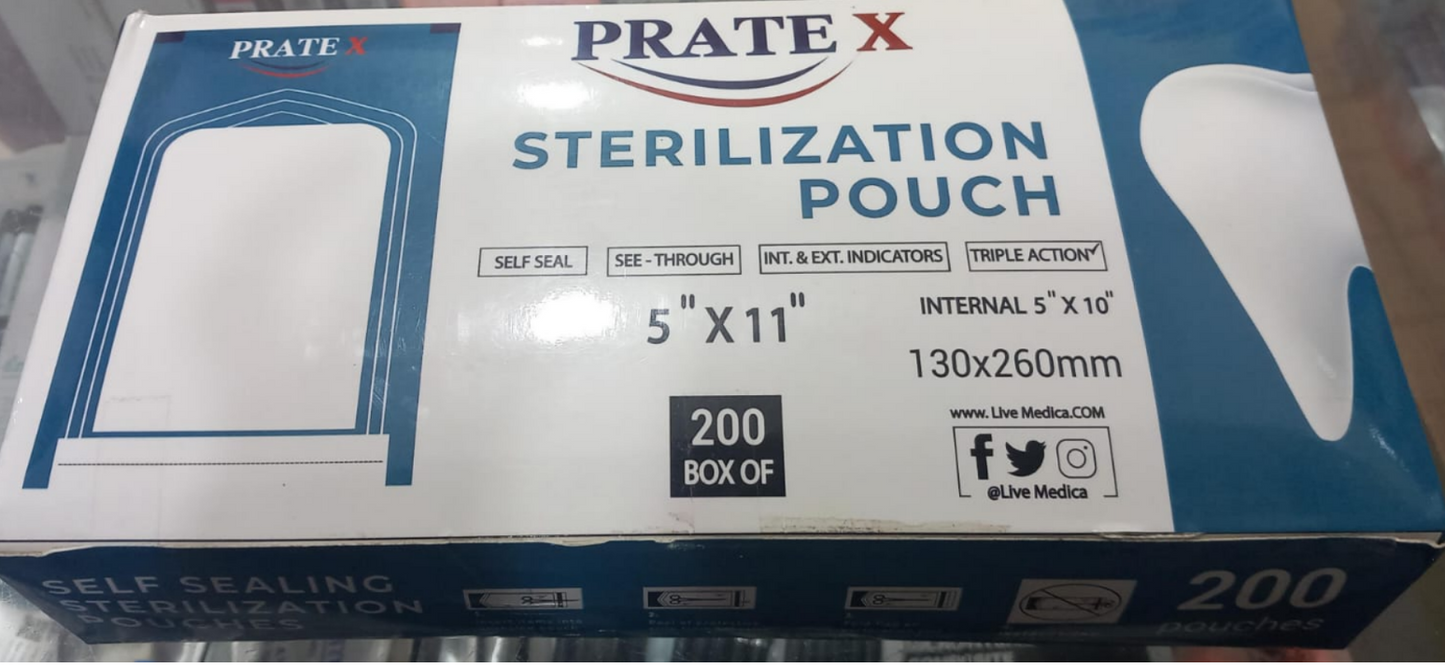 PRATE X
PRATE X
STERILIZATION
POUCH
SELF SEAL
SEE - THROUGH
INT. & EXT. INDICATORS
TRIPLE ACTION
5" X 11"
INTERNAL 5" X 10"
130x260mm
200
BOX OF
www. Live Medica.COM
@Live Medica
SELF SEALING
STERILIZATION
POUCHES
200
pouches